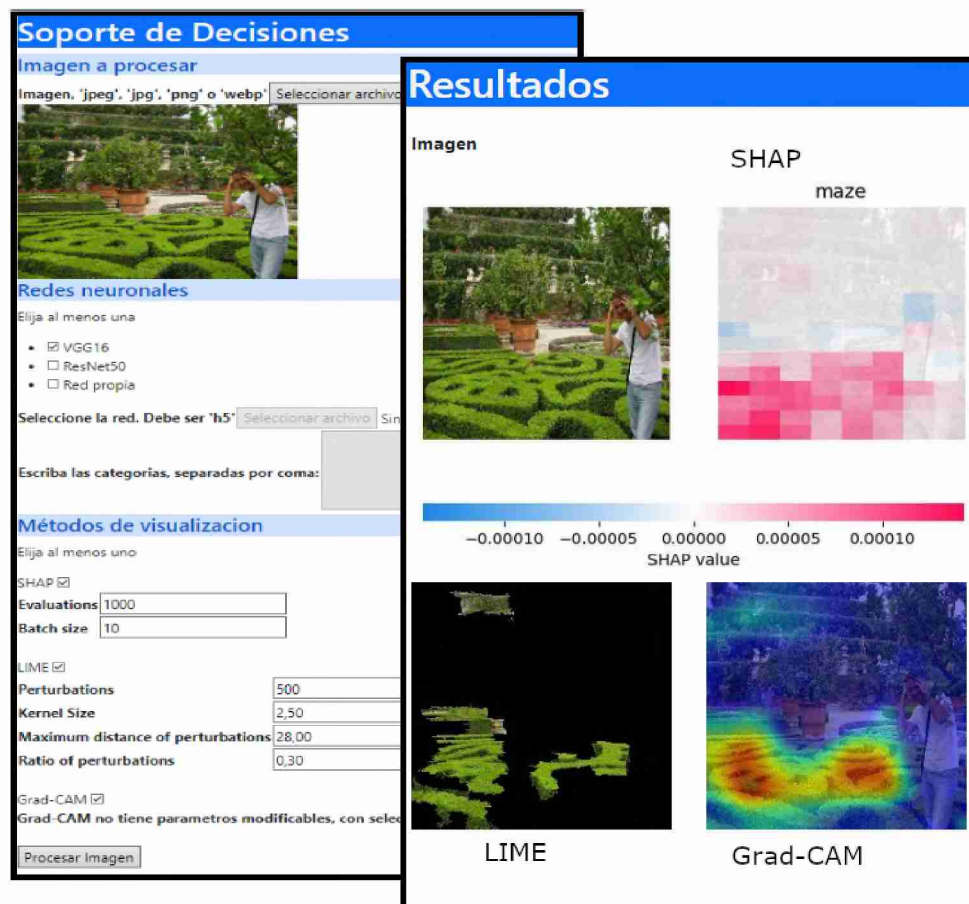 Soporte de Decisiones
Imagen a procesar
Imagen, 'jpeg', 'jpg', 'png' o 'webp' Seleccionar archivo
Redes neuronales
Elija al menos una
VGG16
ResNet50
Red propia
Seleccione la red. Debe ser 'h5' Seleccionar archivo Sin
Escriba las categorias, separadas por coma:
Métodos de visualizacion
Elija al menos uno
SHAP
Evaluations 1000
Batch size 10
LIME
Perturbations 500
Kernel Size 2,50
Maximum distance of perturbations 28,00
Ratio of perturbations 0,30
Grad-CAM
Grad-CAM no tiene parametros modificables, con selec
Procesar Imagen
Resultados
Imagen
SHAP
maze
−0.00010 −0.00005 0.00000 0.00005 0.00010
SHAP value
LIME
Grad-CAM